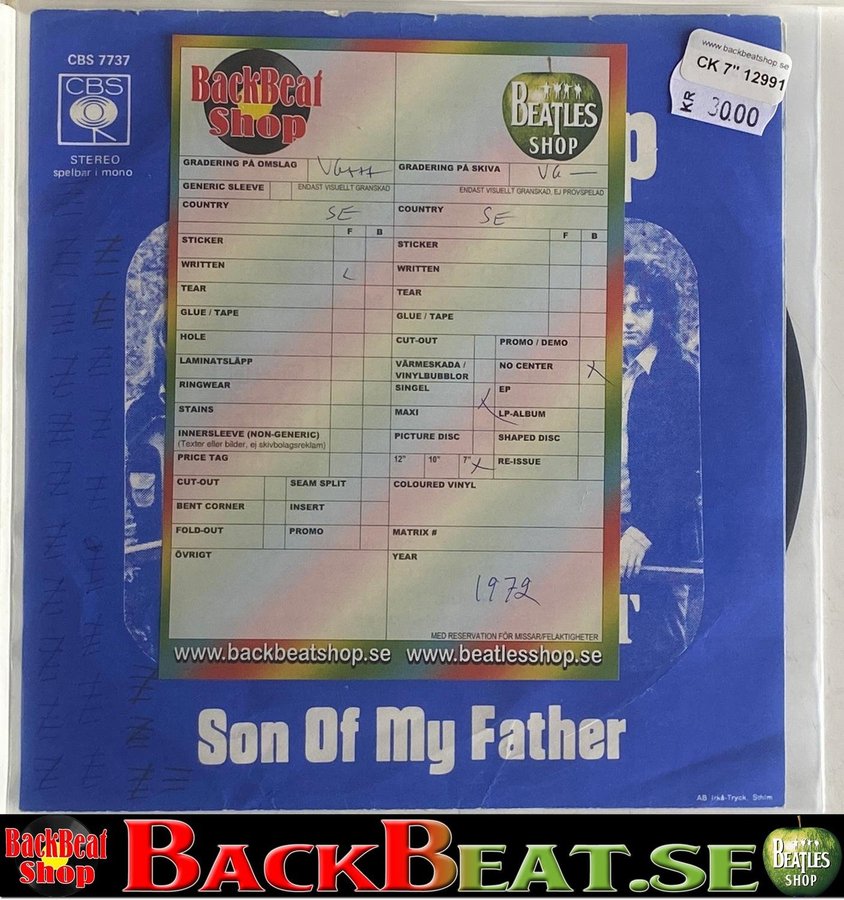 CBS 7737
CBS
STEREO
spelbar i mono
www.backbeatshop.se
CK 7" 12991
KR 30.00
p
BackBeat
Shop
BEATLES
SHOP
GRADERING PÅ OMSLAG VG+++
GRADERING PÅ SKIVA VG—
GENERIC SLEEVE
ENDAST VISUELLT GRANSKAD
ENDAST VISUELLT GRANSKAD, EJ PROVSPELAD
COUNTRY SE
COUNTRY SE
F B
F B
STICKER
STICKER
WRITTEN
WRITTEN
TEAR
TEAR
GLUE / TAPE
GLUE / TAPE
HOLE
CUT-OUT
PROMO / DEMO
LAMINATSLÄPP
VÄRMESKADA /
VINYLBUBBLOR
NO CENTER X
RINGWEAR
SINGEL X
EP
STAINS
MAXI
LP-ALBUM
INNERSLEEVE (NON-GENERIC)
(Texter eller bilder, ej skivbolagsreklam)
PICTURE DISC
SHAPED DISC
PRICE TAG
12" 10" 7" X
RE-ISSUE
CUT-OUT
SEAM SPLIT
COLOURED VINYL
BENT CORNER
INSERT
FOLD-OUT
PROMO
MATRIX #
ÖVRIGT
YEAR
1972
MED RESERVATION FÖR MISSAR/FELAKTIGHETER
www.backbeatshop.se www.beatlesshop.se
T
Son Of My Father
AB Irkå-Tryck, Sthlm
BackBeat
Shop
BACKBEAT.SE
BEATLES
SHOP